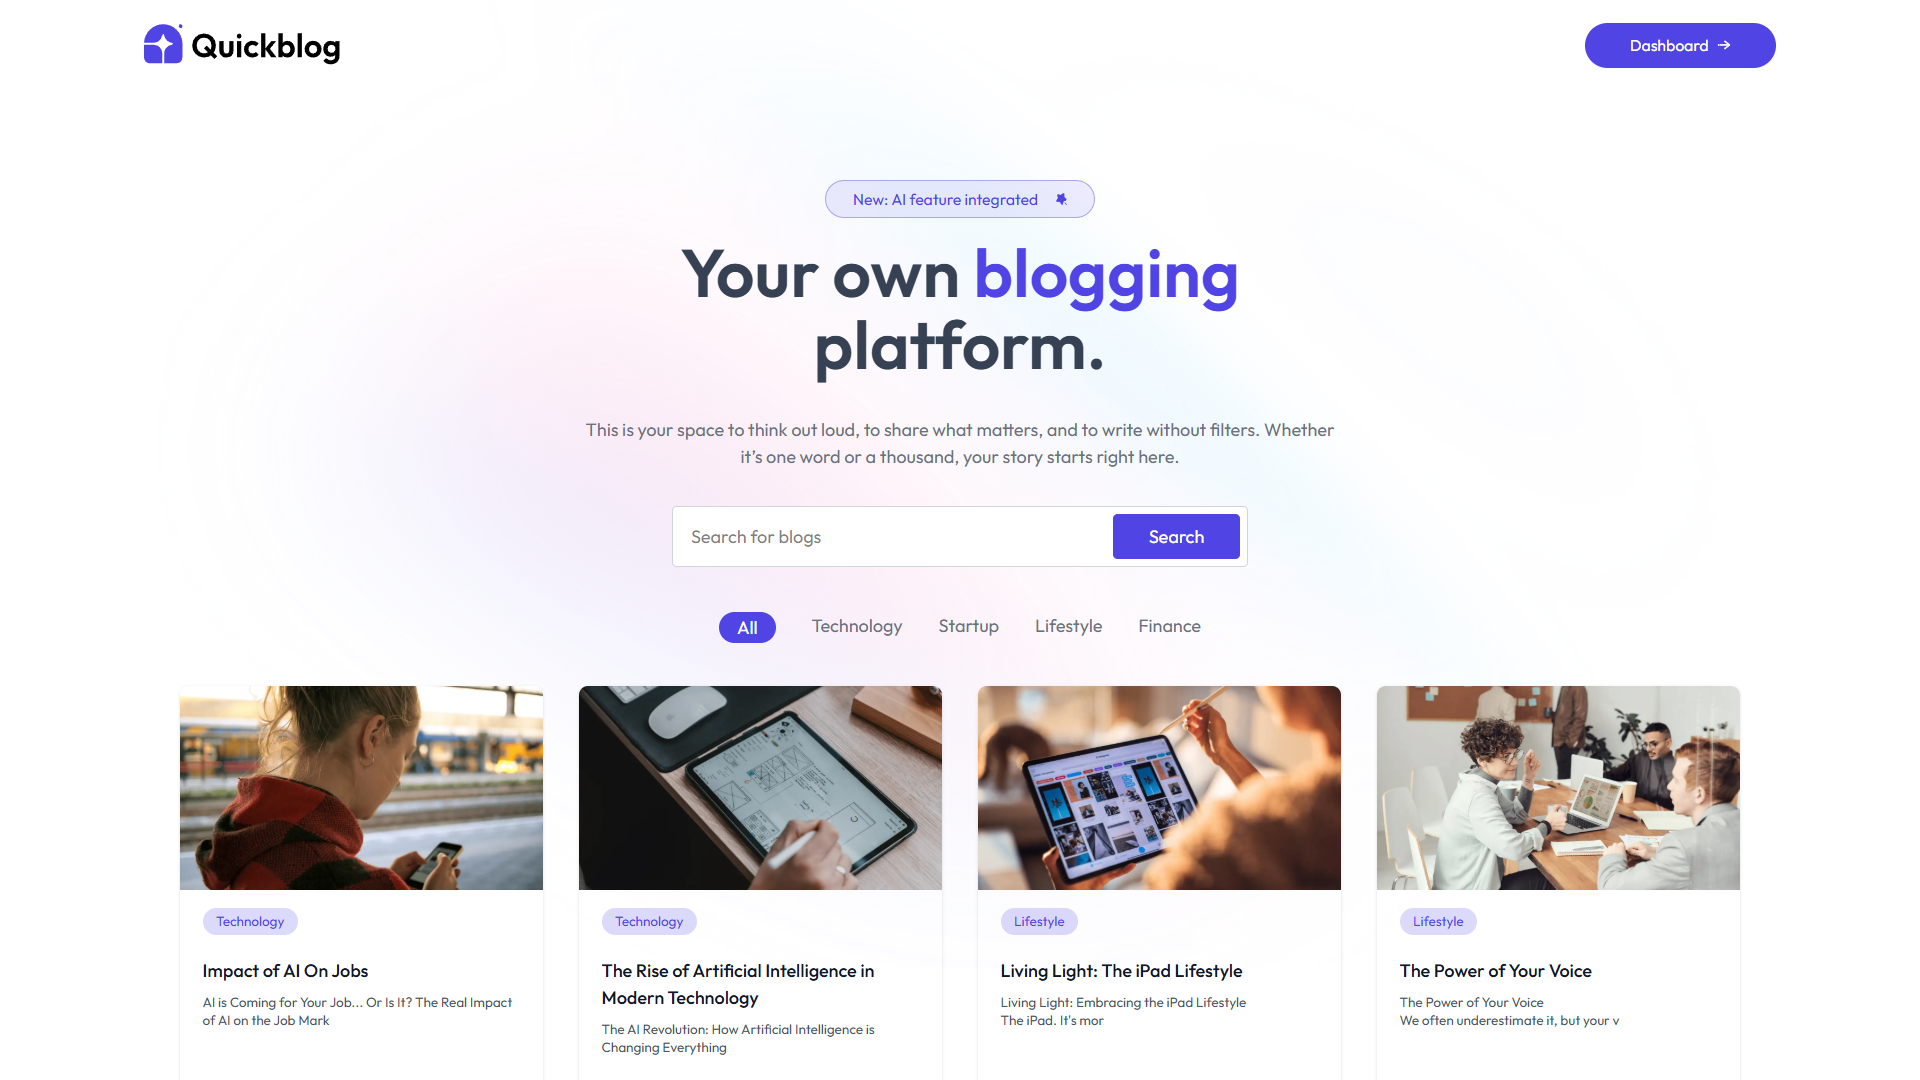 Quickblog
Dashboard →
New: AI feature integrated
Your own blogging
platform.
This is your space to think out loud, to share what matters, and to write without filters. Whether
it's one word or a thousand, your story starts right here.
Search for blogs
Search
All
Technology
Startup
Lifestyle
Finance
Technology
Impact of AI On Jobs
AI is Coming for Your Job... Or Is It? The Real Impact
of AI on the Job Mark
Technology
The Rise of Artificial Intelligence in
Modern Technology
The AI Revolution: How Artificial Intelligence is
Changing Everything
Lifestyle
Living Light: The iPad Lifestyle
Living Light: Embracing the iPad Lifestyle
The iPad. It's mor
Lifestyle
The Power of Your Voice
The Power of Your Voice
We often underestimate it, but your v